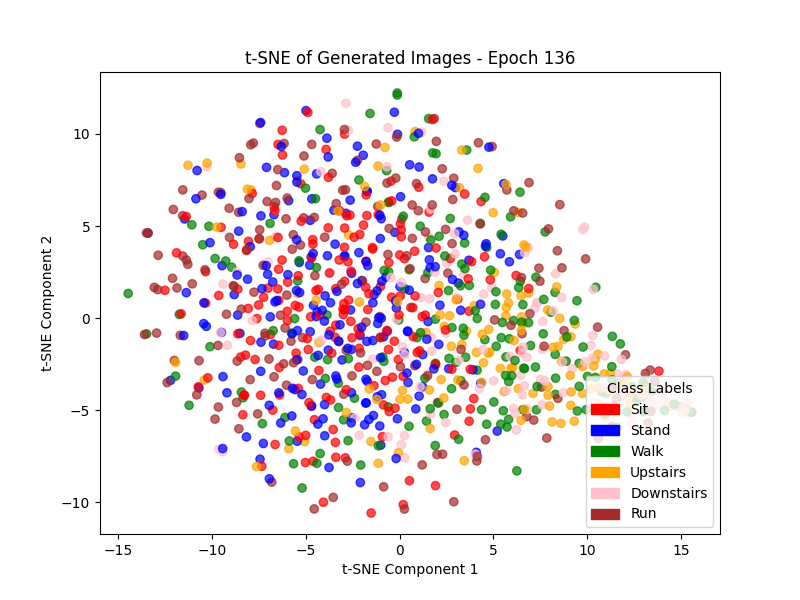 t-SNE of Generated Images - Epoch 136
t-SNE Component 2
10
5
0
−5
−10
Class Labels
Sit
Stand
Walk
Upstairs
Downstairs
Run
−15
−10
−5
0
5
10
15
t-SNE Component 1